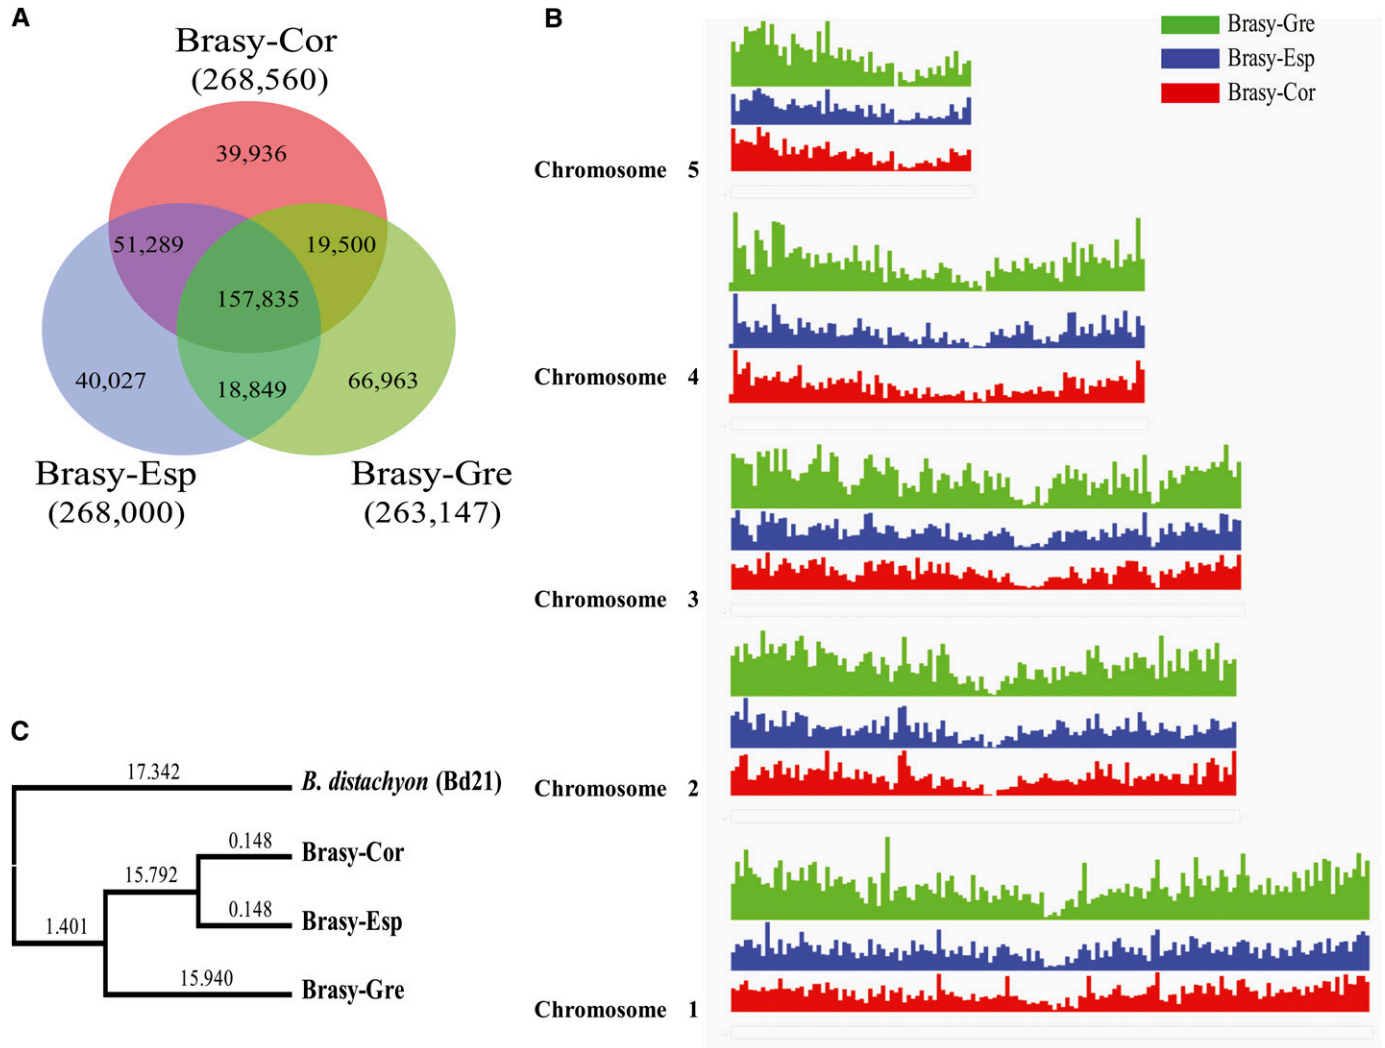 A
Brasy-Cor
(268,560)
39,936
51,289
19,500
157,835
40,027
18,849
66,963
Brasy-Esp
(268,000)
Brasy-Gre
(263,147)
B
Brasy-Gre
Brasy-Esp
Brasy-Cor
Chromosome 5
Chromosome 4
Chromosome 3
Chromosome 2
Chromosome 1
C
17.342
B. distachyon (Bd21)
0.148
Brasy-Cor
15.792
0.148
Brasy-Esp
1.401
15.940
Brasy-Gre